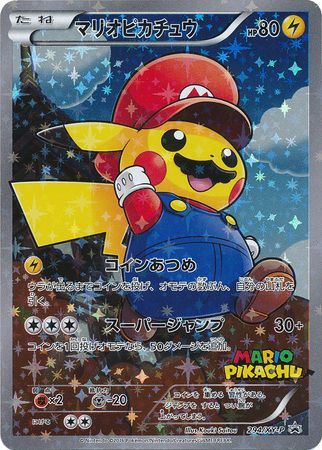 たね
マリオピカチュウ
HP80
コインあつめ
ウラが出るまでコインを投げ、オモテの数ぶん、自分の山札を
引く。
スーパージャンプ 30+
コインを1回投げオモテなら、50ダメージを追加。
MARIO
PIKACHU
×2
-20
Illus. Kouki Saitou
294/XY-P